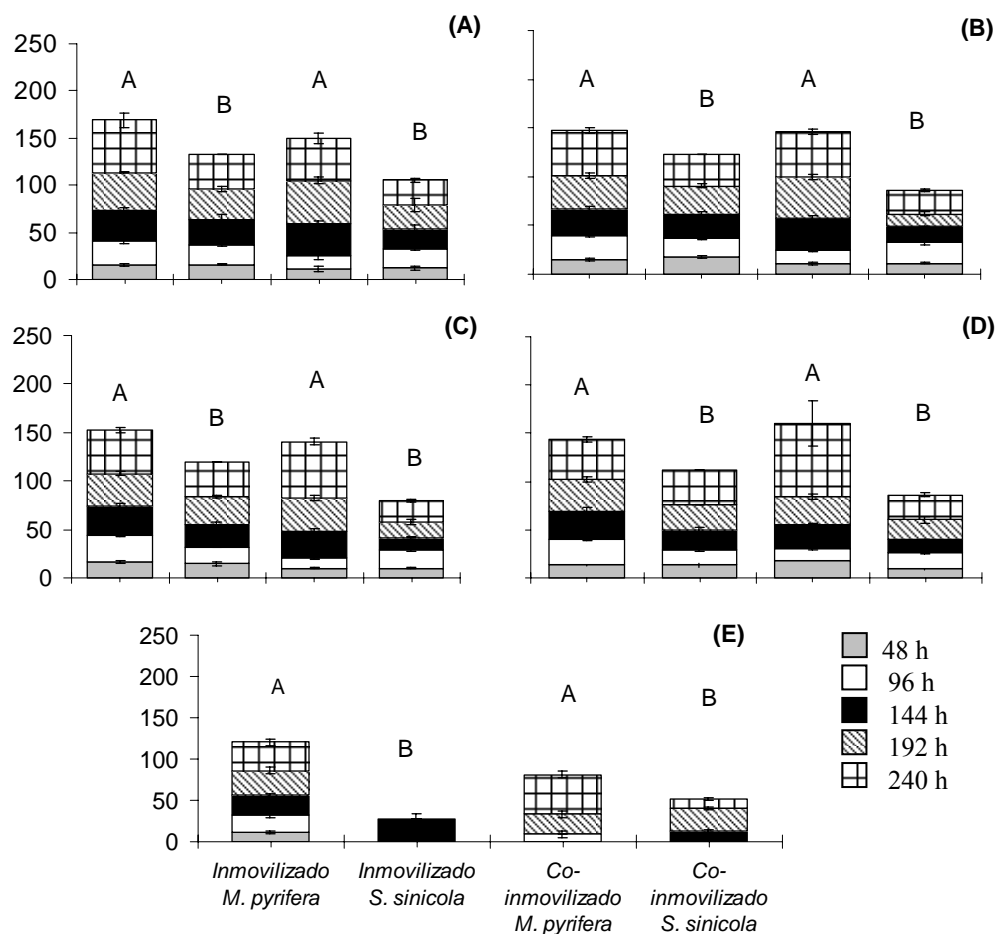 (A)
250
200
150
100
50
0
A
B
A
B
(B)
A
B
A
B
(C)
250
200
150
100
50
0
A
B
A
B
(D)
A
B
A
B
(E)
250
200
150
100
50
0
A
B
A
B
48 h
96 h
144 h
192 h
240 h
Inmovilizado
M. pyrifera
Inmovilizado
S. sinicola
Co-
inmovilizado
M. pyrifera
Co-
inmovilizado
S. sinicola